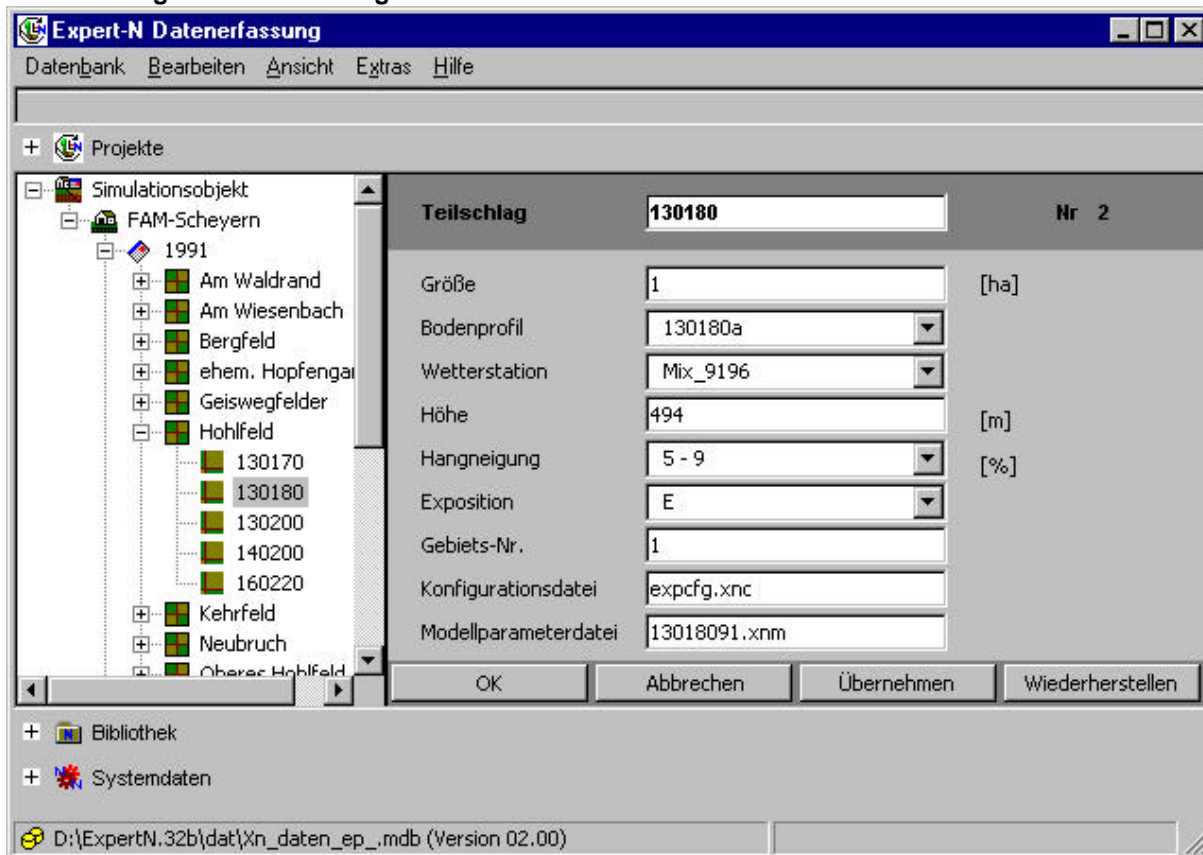 Expert-N Datenerfassung
Datenbank Bearbeiten Ansicht Extras Hilfe
Projekte
Simulationsobjekt
FAM-Scheyern
1991
Am Waldrand
Am Wiesenbach
Bergfeld
ehem. Hopfengar
Geiswegfelder
Hohlfeld
130170
130180
130200
140200
160220
Kehrfeld
Neubruch
Oberes Hohlfeld
Teilschlag 130180 Nr 2
Größe 1 [ha]
Bodenprofil 130180a
Wetterstation Mix_9196
Höhe 494 [m]
Hangneigung 5 - 9 [%]
Exposition E
Gebiets-Nr. 1
Konfigurationsdatei expcfg.xnc
Modellparameterdatei 13018091.xnm
OK Abbrechen Übernehmen Wiederherstellen
Bibliothek
Systemdaten
D:\ExpertN.32b\dat\Xn_daten_ep_.mdb (Version 02.00)